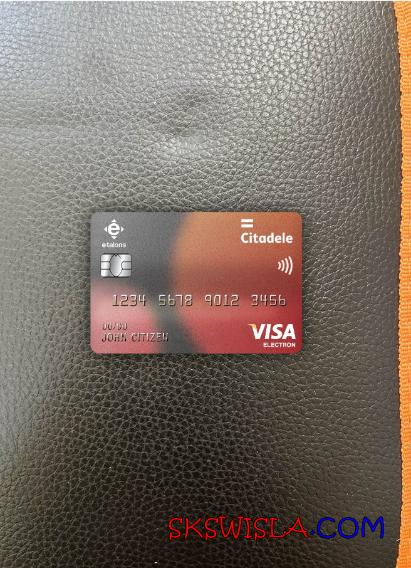 etalons
Citadele
1234 5678 9012 3456
00/00
JOHN CITIZEN
VISA
ELECTRON
SKSWISLA.COM